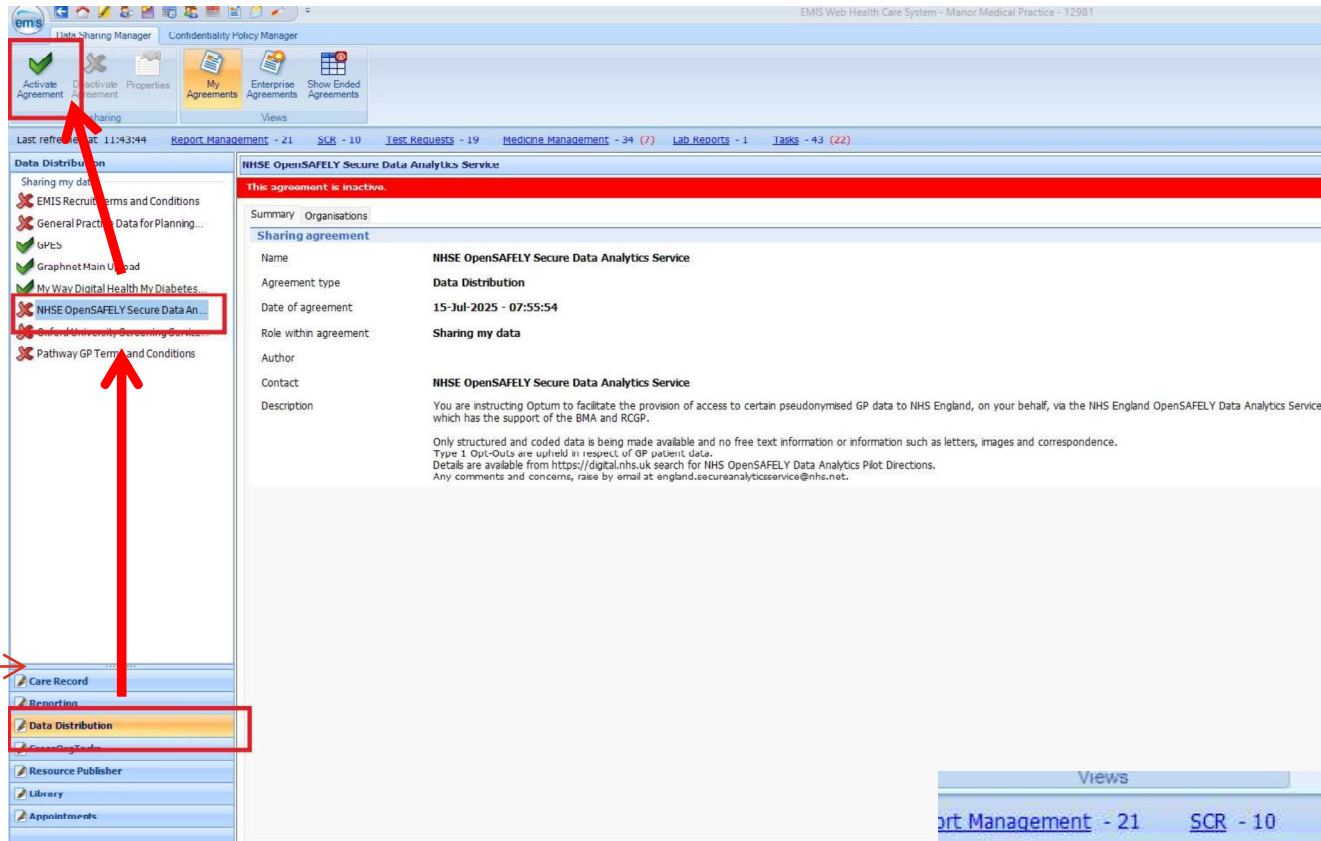 emis
EMIS Web Health Care System - Manor Medical Practice - 12981
Data Sharing Manager Confidentiality Policy Manager
Activate Agreement
Deactivate Agreement
Properties
My Agreements
Enterprise Agreements
Show Ended Agreements
sharing
Views
Last refreshed at 11:43:44 Report Management - 21 SCR - 10 Test Requests - 19 Medicine Management - 34 (7) Lab Reports - 1 Tasks - 43 (22)
Data Distribution
Sharing my data
EMIS Recruit Terms and Conditions
General Practice Data for Planning...
GPES
Graphnet Main Upload
My Way Digital Health My Diabetes...
NHSE OpenSAFELY Secure Data An...
Oxford University Screening Service...
Pathway GP Terms and Conditions
NHSE OpenSAFELY Secure Data Analytics Service
This agreement is inactive.
Summary Organisations
Sharing agreement
Name NHSE OpenSAFELY Secure Data Analytics Service
Agreement type Data Distribution
Date of agreement 15-Jul-2025 - 07:55:54
Role within agreement Sharing my data
Author
Contact NHSE OpenSAFELY Secure Data Analytics Service
Description You are instructing Optum to facilitate the provision of access to certain pseudonymised GP data to NHS England, on your behalf, via the NHS England OpenSAFELY Data Analytics Service
which has the support of the BMA and RCGP.
Only structured and coded data is being made available and no free text information or information such as letters, images and correspondence.
Type 1 Opt-Outs are upheld in respect of GP patient data.
Details are available from https://digital.nhs.uk search for NHS OpenSAFELY Data Analytics Pilot Directions.
Any comments and concerns, raise by email at england.secureanalyticsservice@nhs.net.
Care Record
Reporting
Data Distribution
Resource Publisher
Library
Appointments
Views
ort Management - 21 SCR - 10